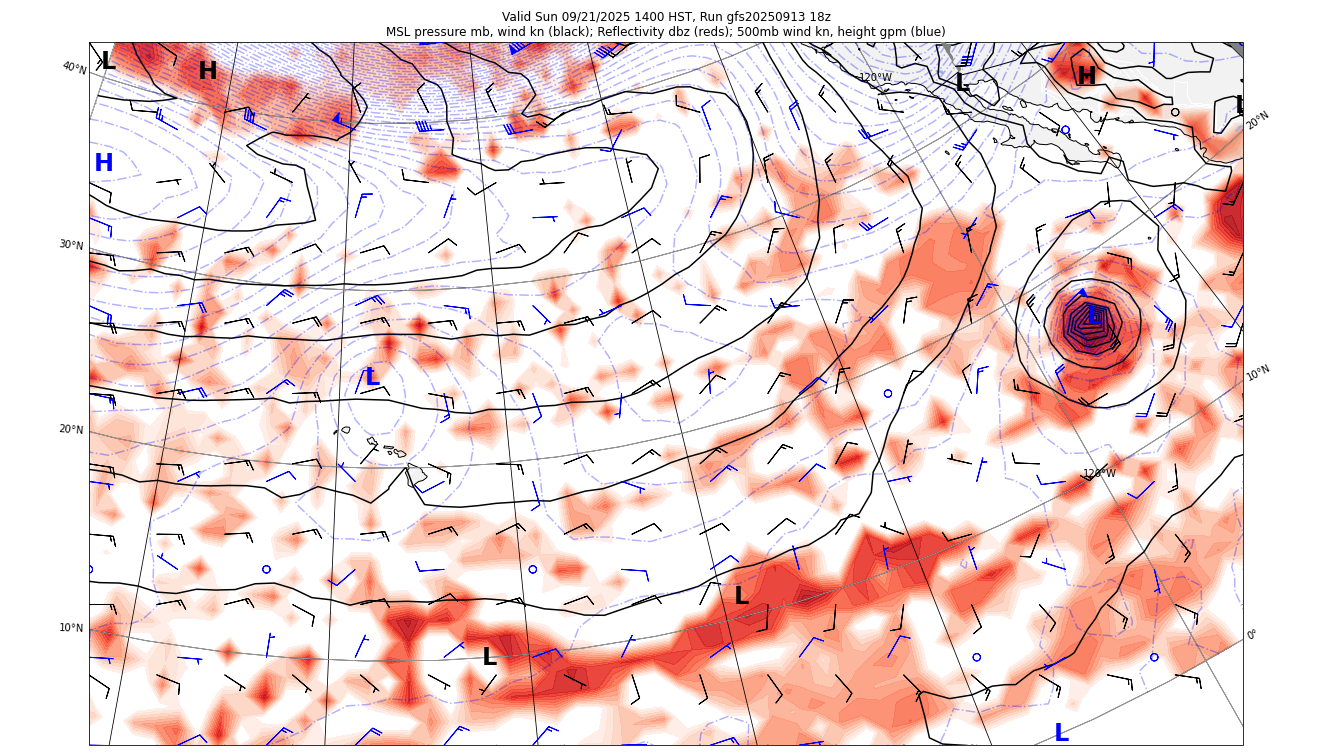 Valid Sun 09/21/2025 1400 HST, Run gfs20250913 18z
MSL pressure mb, wind kn (black); Reflectivity dbz (reds); 500mb wind kn, height gpm (blue)
L
H
120°W
L
H
40°N
L
20°N
H
30°N
L
10°N
L
20°N
120°W
L
10°N
L
0°
L